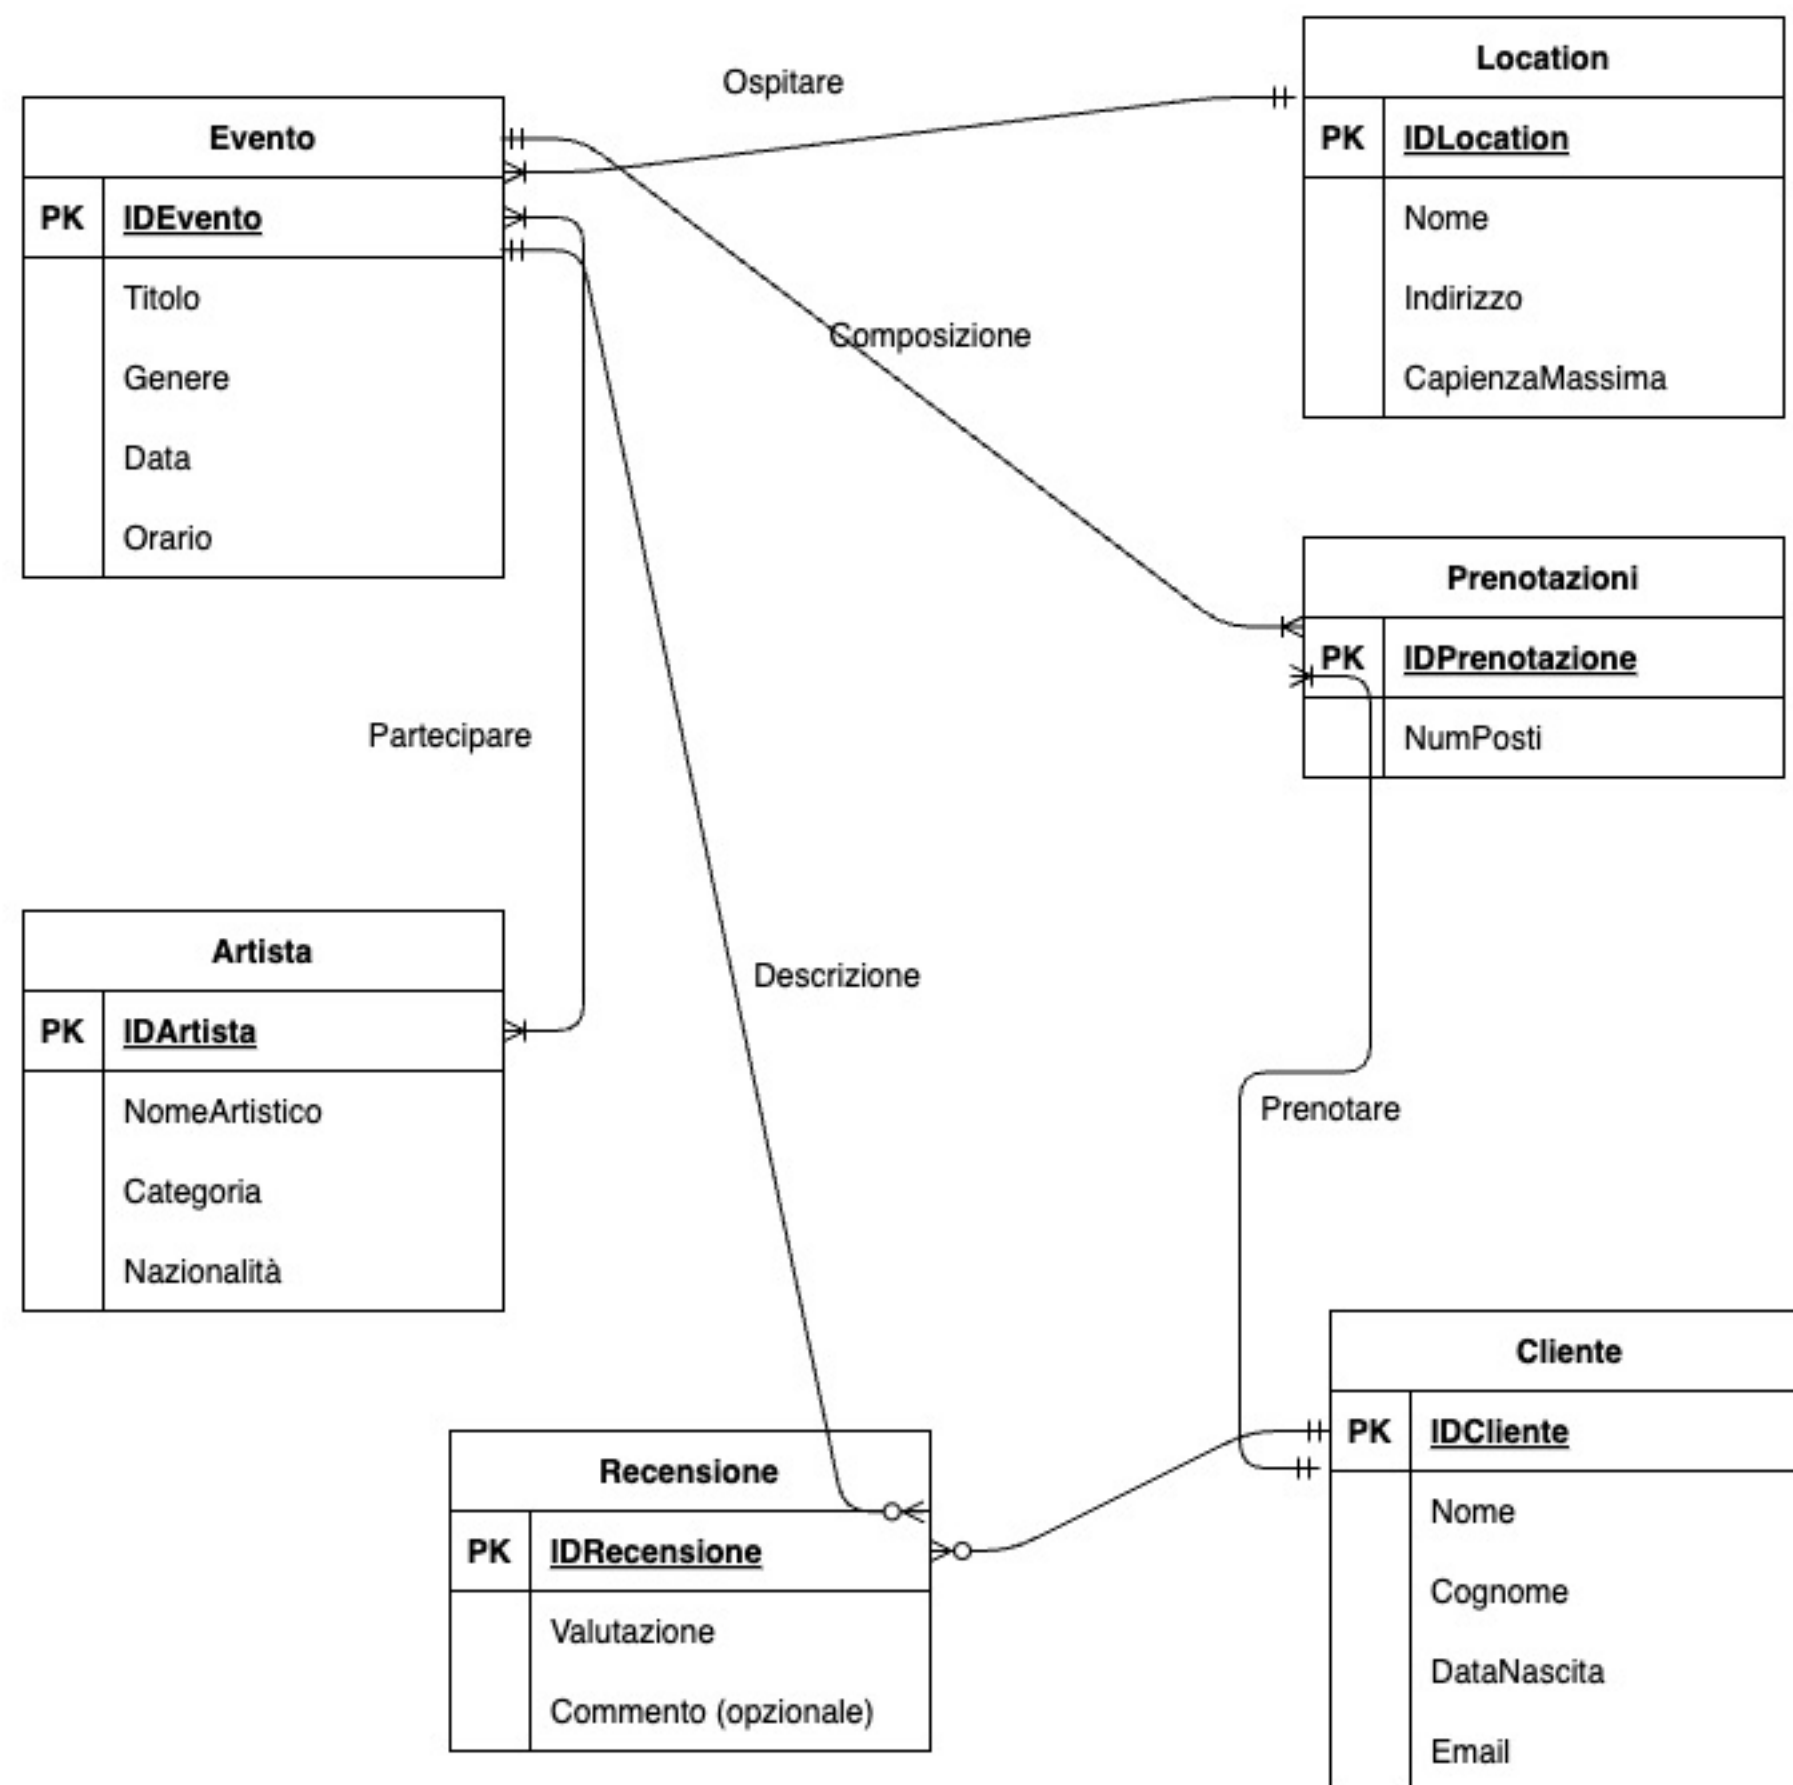 Ospitare
Location
PK IDLocation
Nome
Indirizzo
CapienzaMassima
Evento
PK IDEvento
Titolo
Genere
Data
Orario
Composizione
Prenotazioni
PK IDPrenotazione
NumPosti
Partecipare
Artista
PK IDArtista
NomeArtistico
Categoria
Nazionalità
Descrizione
Prenotare
Recensione
PK IDRecensione
Valutazione
Commento (opzionale)
Cliente
PK IDCliente
Nome
Cognome
DataNascita
Email